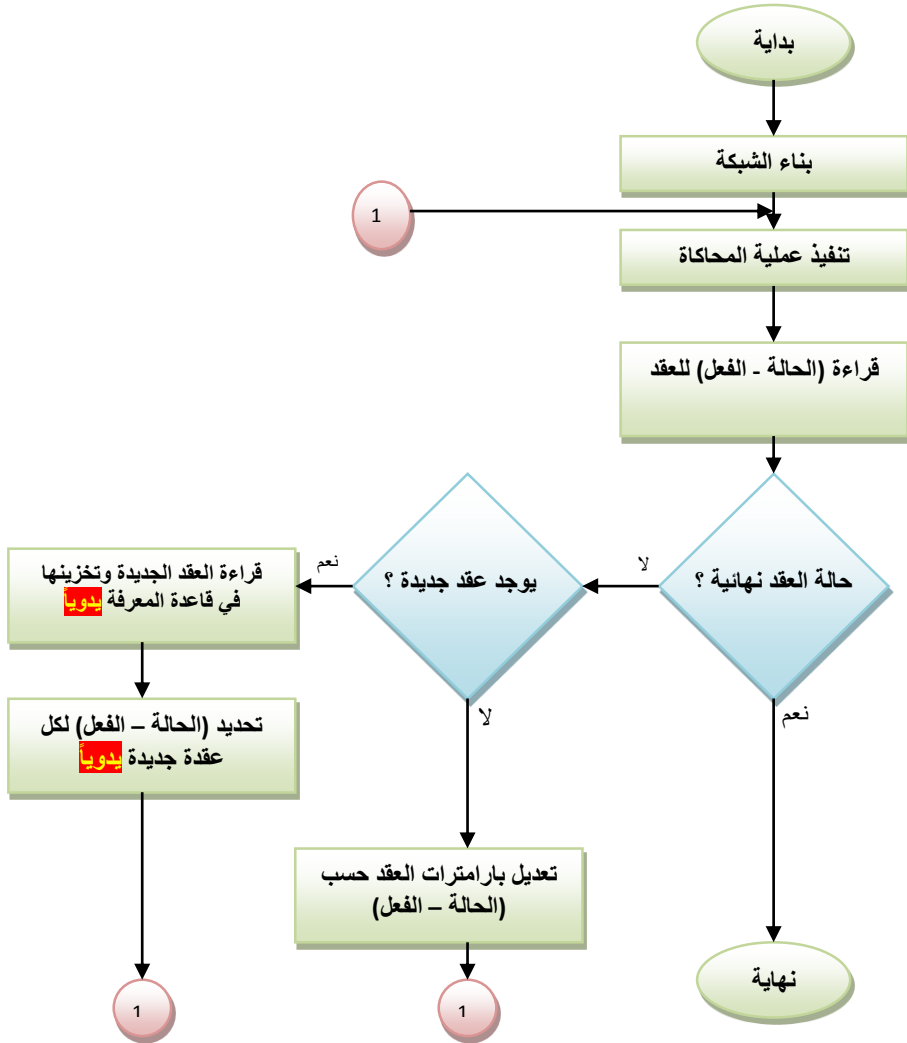 بداية
بناء الشبكة
1
تنفيذ عملية المحاكاة
قراءة (الحالة - الفعل) للعقد
حالة العقد نهائية ؟
لا
نعم
يوجد عقد جديدة ؟
نعم
لا
قراءة العقد الجديدة وتخزينها
في قاعدة المعرفة يدوياً
تحديد (الحالة – الفعل) لكل
عقدة جديدة يدوياً
تعديل بارامترات العقد حسب
(الحالة – الفعل)
نهاية
1
1